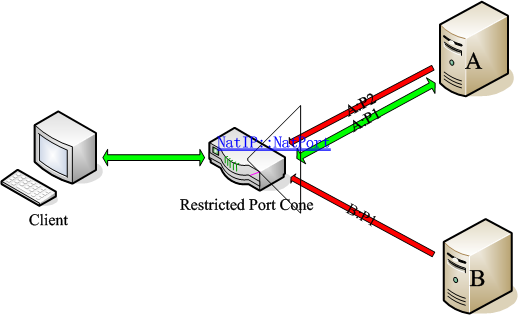 A
A:P2
A:P1
NatIP::NatPort
Client
Restricted Port Cone
B:P1
B